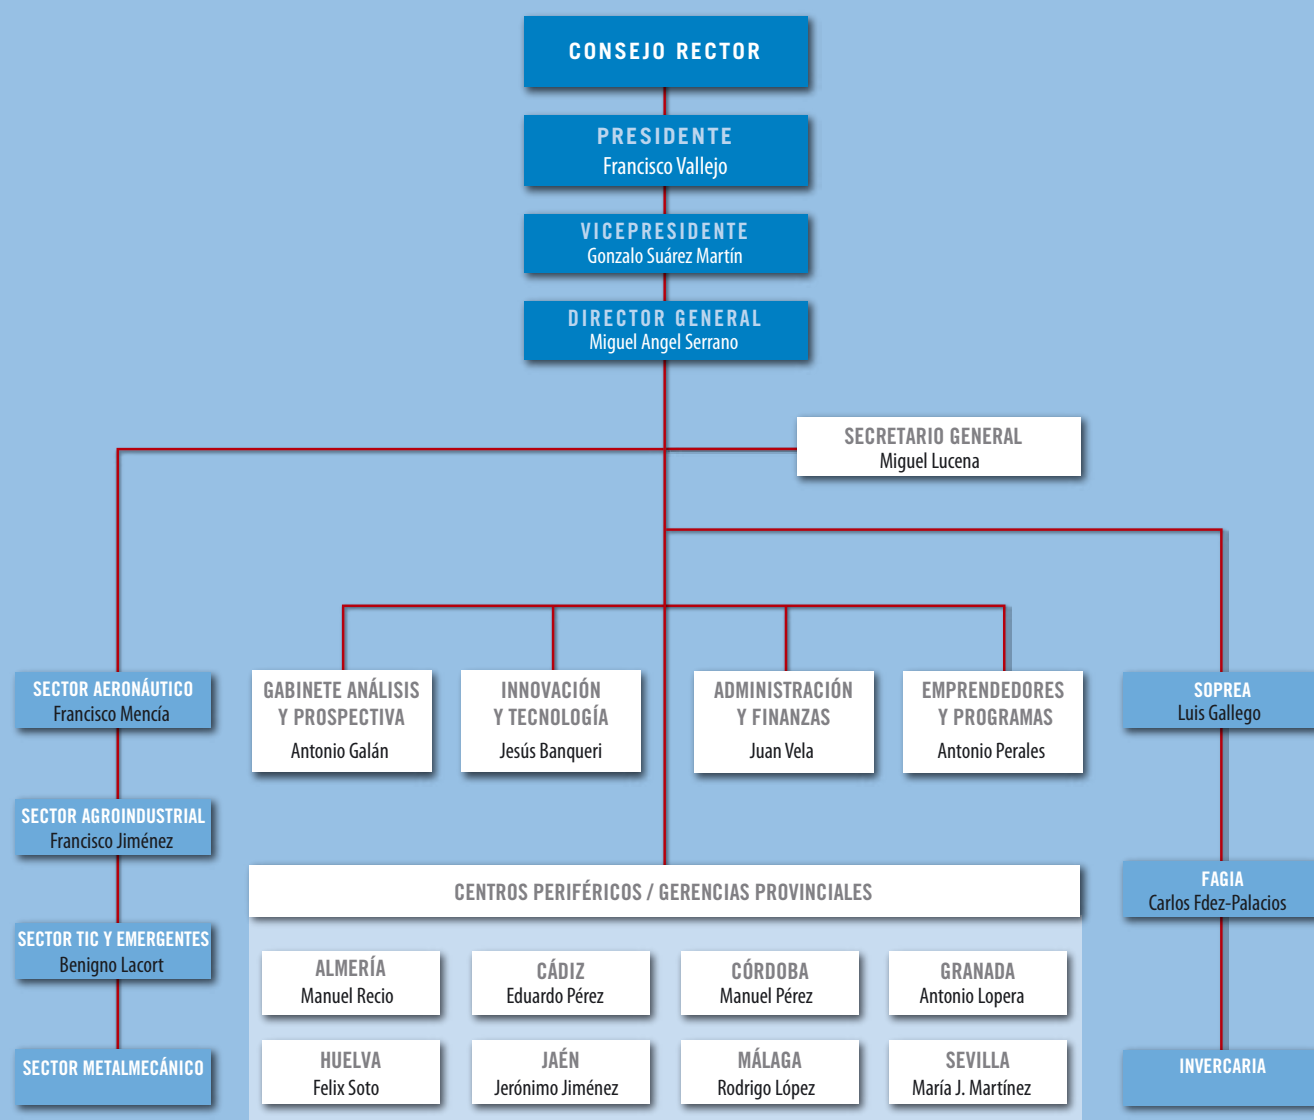 CONSEJO RECTOR
PRESIDENTE
Francisco Vallejo
VICEPRESIDENTE
Gonzalo Suárez Martín
DIRECTOR GENERAL
Miguel Angel Serrano
SECRETARIO GENERAL
Miguel Lucena
SECTOR AERONÁUTICO
Francisco Mencía
SECTOR AGROINDUSTRIAL
Francisco Jiménez
SECTOR TIC Y EMERGENTES
Benigno Lacort
SECTOR METALMECÁNICO
GABINETE ANÁLISIS
Y PROSPECTIVA
Antonio Galán
INNOVACIÓN
Y TECNOLOGÍA
Jesús Banqueri
ADMINISTRACIÓN
Y FINANZAS
Juan Vela
EMPRENDEDORES
Y PROGRAMAS
Antonio Perales
SOPREA
Luis Gallego
FAGIA
Carlos Fdez-Palacios
INVERCARIA
CENTROS PERIFÉRICOS / GERENCIAS PROVINCIALES
ALMERÍA
Manuel Recio
CÁDIZ
Eduardo Pérez
CÓRDOBA
Manuel Pérez
GRANADA
Antonio Lopera
HUELVA
Felix Soto
JAÉN
Jerónimo Jiménez
MÁLAGA
Rodrigo López
SEVILLA
María J. Martínez